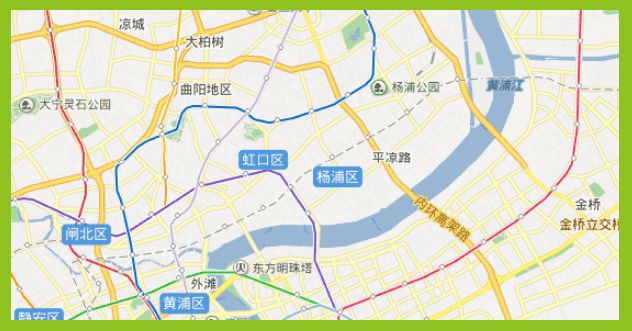 凉城
大柏树
曲阳地区
杨浦公园
黄浦江
大宁灵石公园
虹口区
平凉路
杨浦区
金桥
内环高架路
金桥立交桥
闸北区
东方明珠塔
外滩
黄浦区
静安区